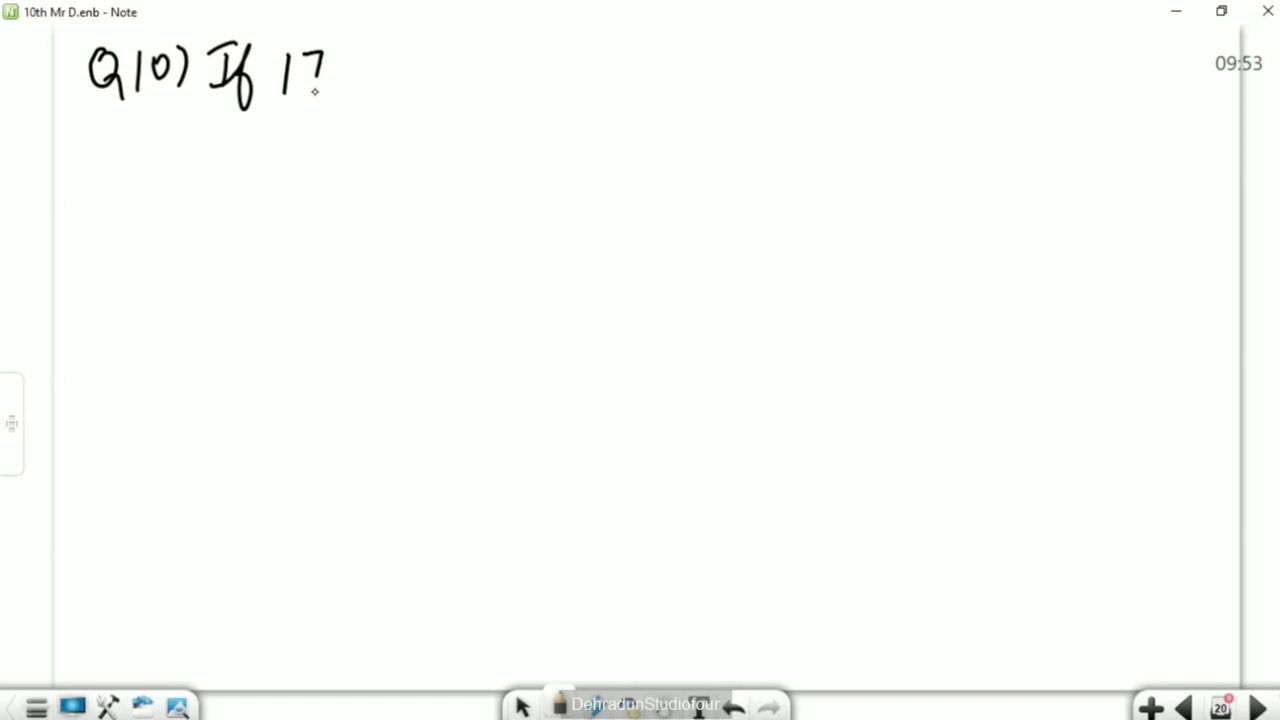 10th Mr D.enb - Note
Q10) If 17
09:53
DehradunStudiofour
20